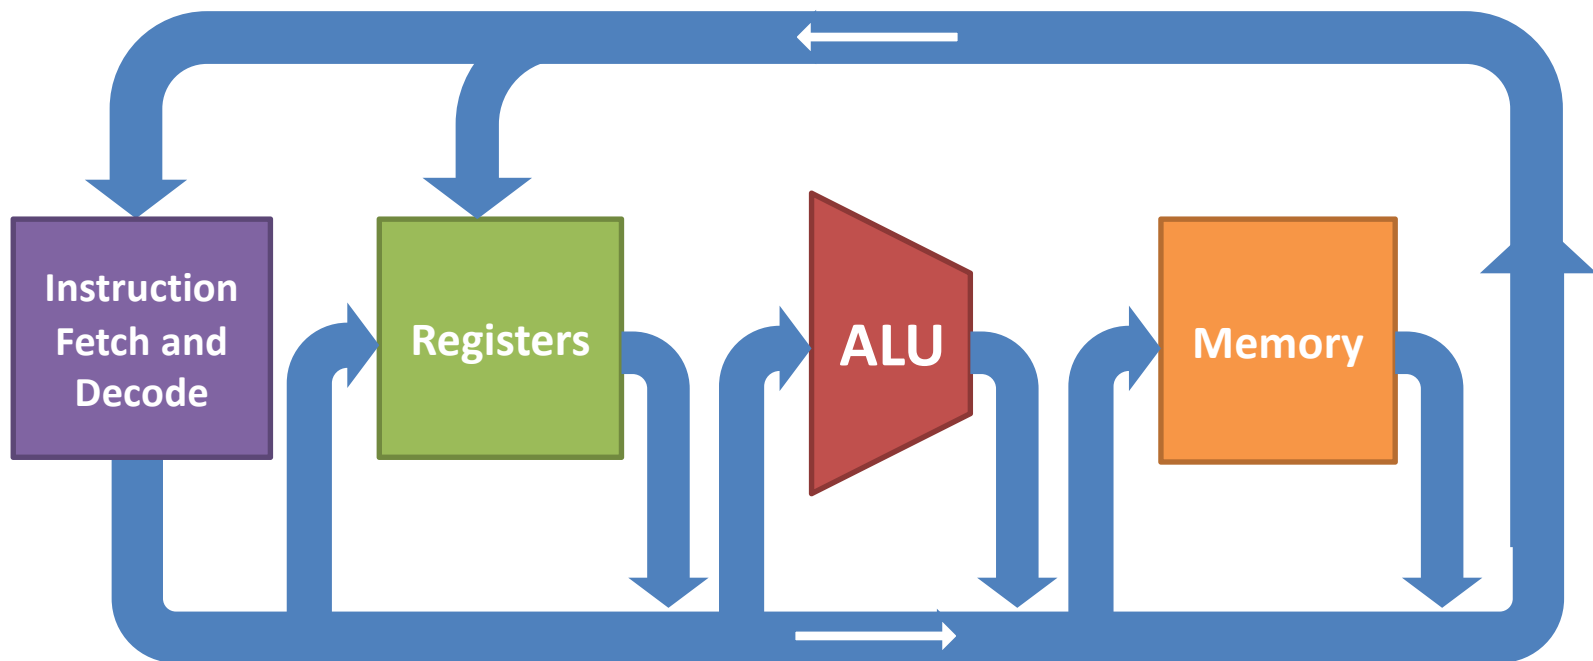 Instruction
Fetch and
Decode
Registers
ALU
Memory